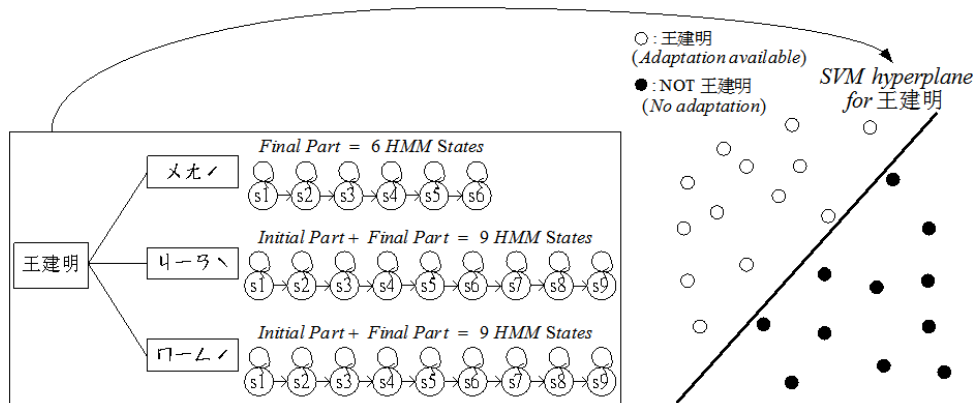 ○ : 王建明
(Adaptation available)
● : NOT 王建明
(No adaptation)
SVM hyperplane
for 王建明
王建明
ㄨㄤˊ
Final Part = 6 HMM States
s1 s2 s3 s4 s5 s6
ㄐㄧㄢˋ
Initial Part + Final Part = 9 HMM States
s1 s2 s3 s4 s5 s6 s7 s8 s9
ㄇㄧㄥˊ
Initial Part + Final Part = 9 HMM States
s1 s2 s3 s4 s5 s6 s7 s8 s9